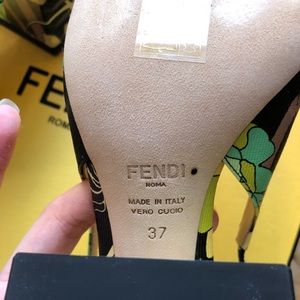 FENDI
ROMA
FENDI
ROMA
MADE IN ITALY
VERO CUOIO
37